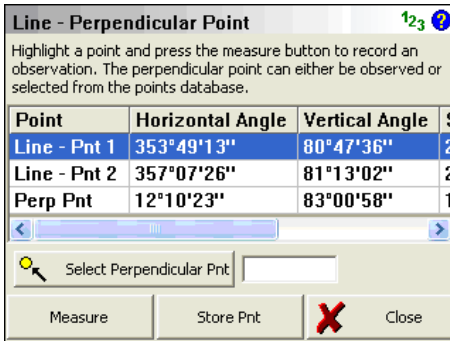 Line - Perpendicular Point 123 ?
Highlight a point and press the measure button to record an
observation. The perpendicular point can either be observed or
selected from the points database.
Point Horizontal Angle Vertical Angle S
Line - Pnt 1 353°49'13" 80°47'36" 2
Line - Pnt 2 357°07'26" 81°13'02" 2
Perp Pnt 12°10'23" 83°00'58" 1
Select Perpendicular Pnt
Measure Store Pnt Close